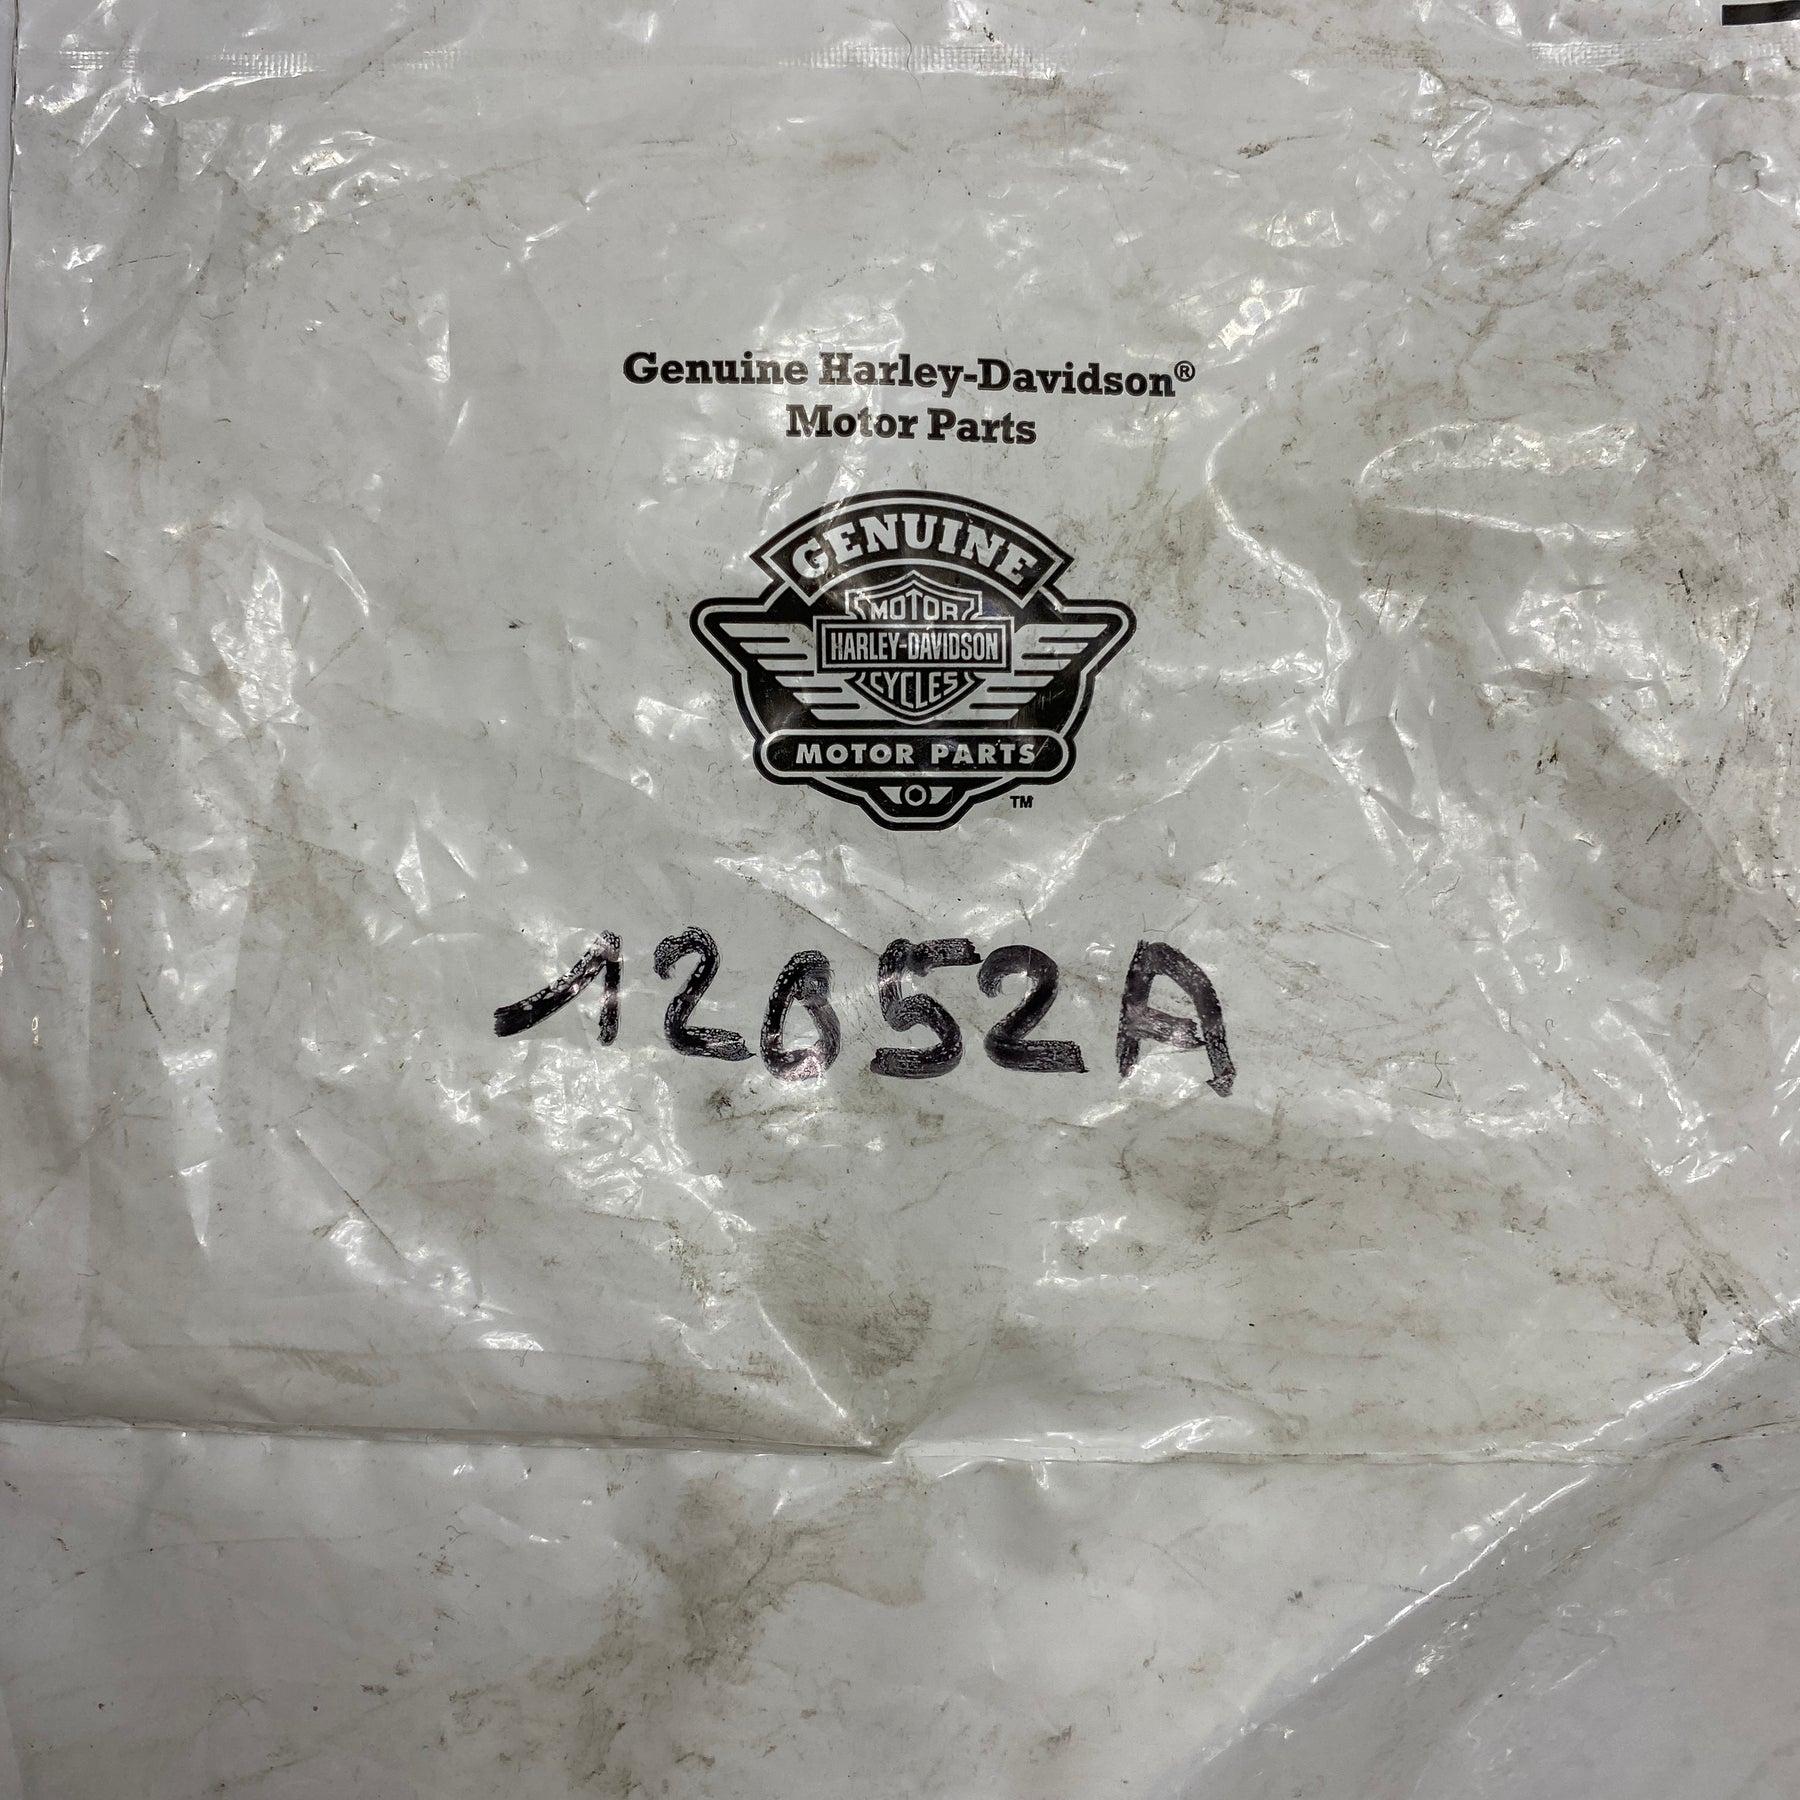 Genuine Harley-Davidson®
Motor Parts
GENUINE
MOTOR
HARLEY-DAVIDSON
CYCLES
MOTOR PARTS
TM
12052A